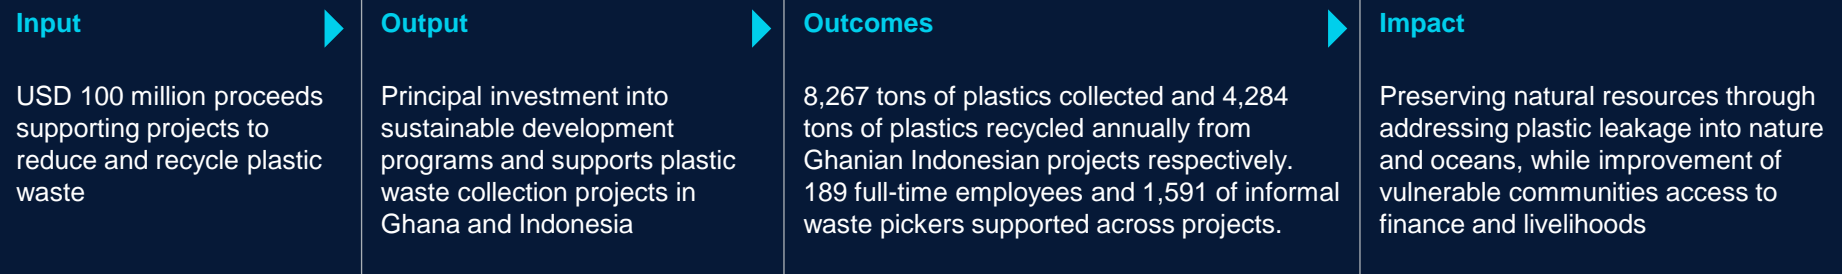 Input
USD 100 million proceeds
supporting projects to
reduce and recycle plastic
waste
Output
Principal investment into
sustainable development
programs and supports plastic
waste collection projects in
Ghana and Indonesia
Outcomes
8,267 tons of plastics collected and 4,284
tons of plastics recycled annually from
Ghanian Indonesian projects respectively.
189 full-time employees and 1,591 of informal
waste pickers supported across projects.
Impact
Preserving natural resources through
addressing plastic leakage into nature
and oceans, while improvement of
vulnerable communities access to
finance and livelihoods